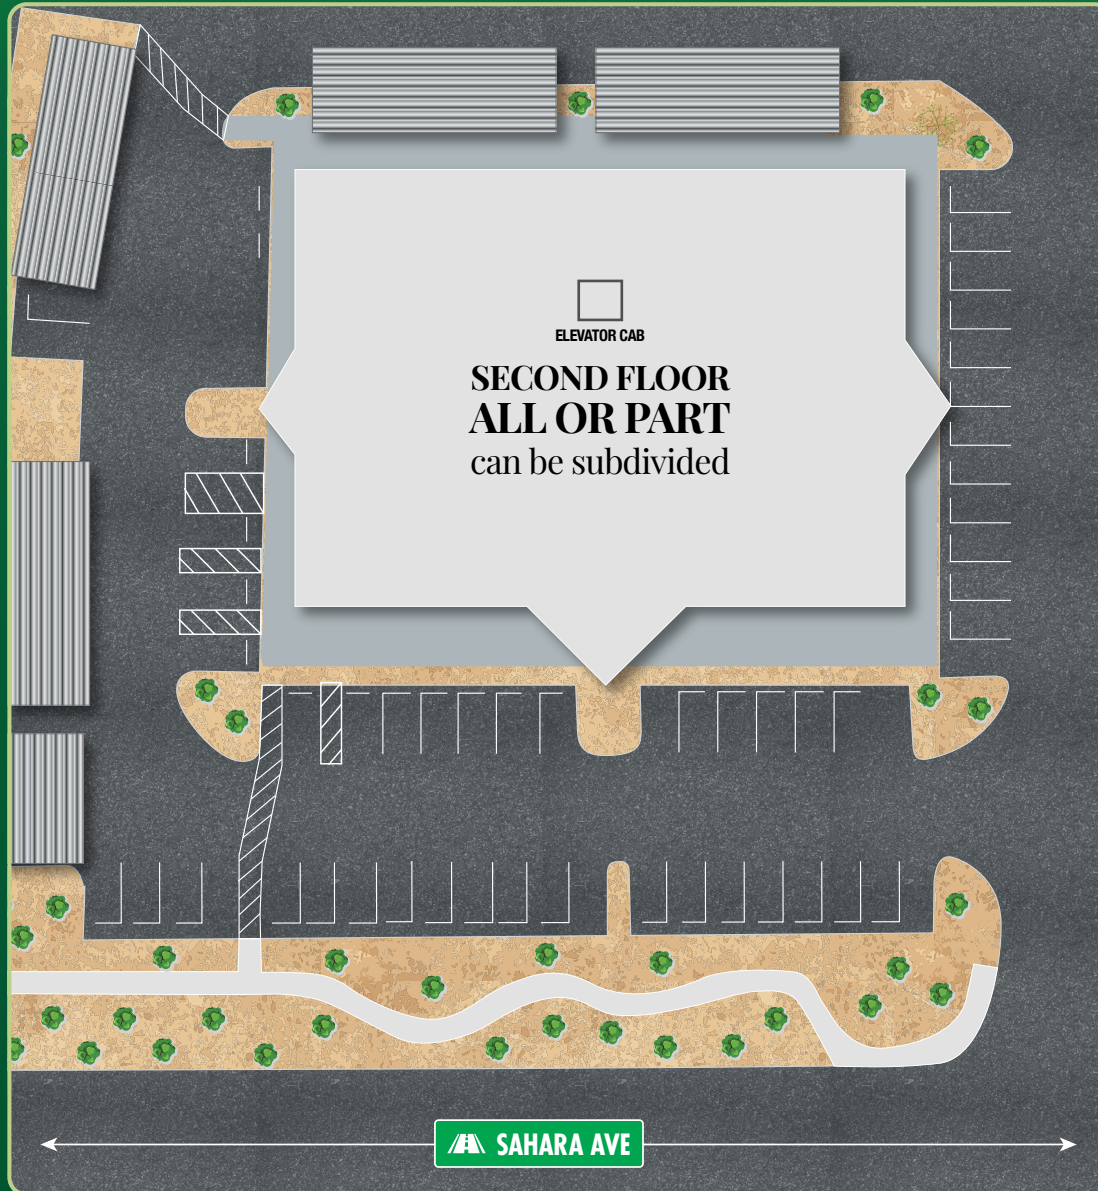 ELEVATOR CAB
SECOND FLOOR
ALL OR PART
can be subdivided
SAHARA AVE